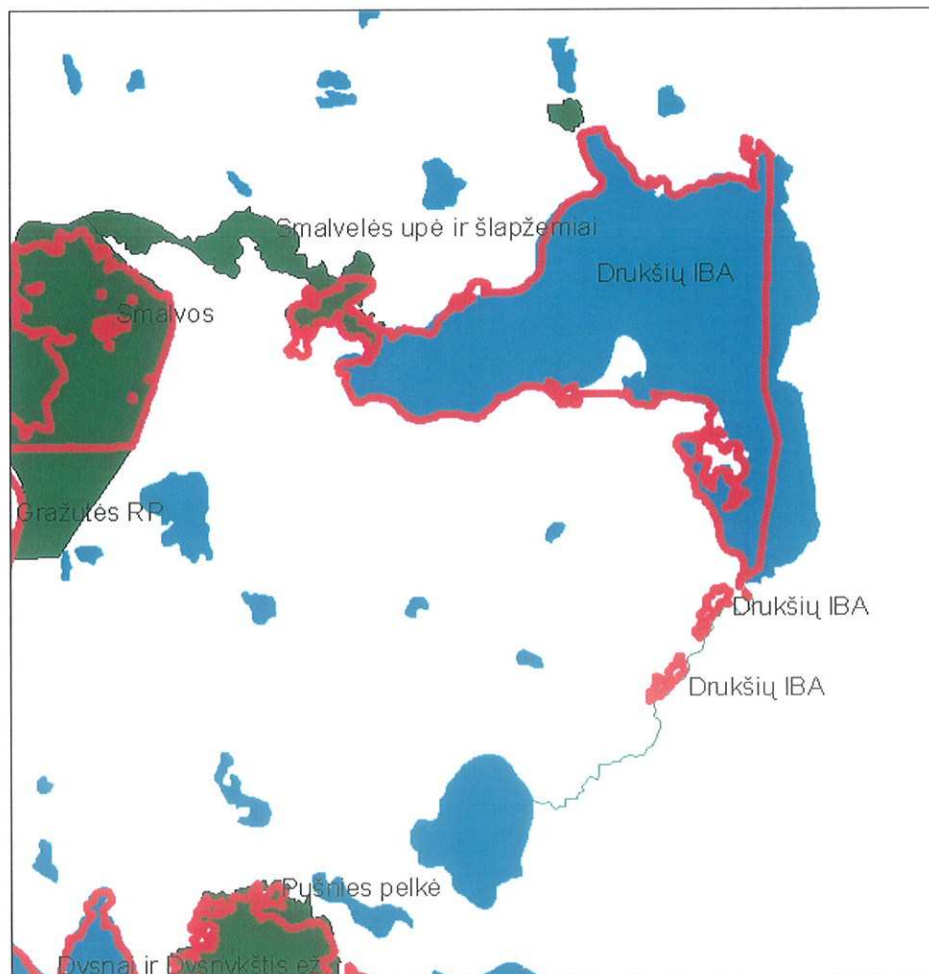 Smalvelės upė ir šlapžemiai
Drukšių IBA
Smalvos
Gražutės RP
Drukšių IBA
Drukšių IBA
Pušnies pelkė
Dysnai ir Dysnykštis ež.